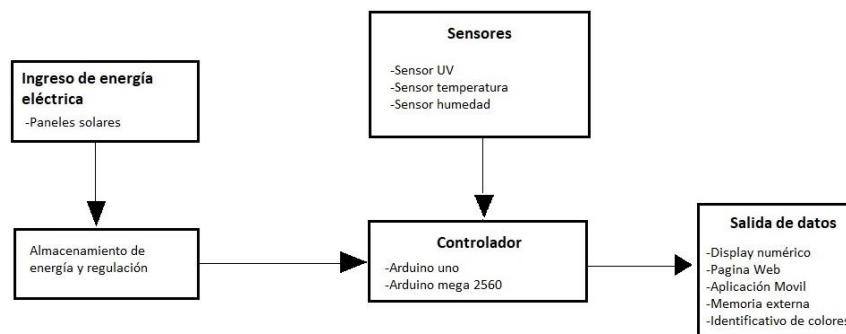 Ingreso de energía
eléctrica
-Paneles solares
Sensores
-Sensor UV
-Sensor temperatura
-Sensor humedad
Almacenamiento de
energía y regulación
Controlador
-Arduino uno
-Arduino mega 2560
Salida de datos
-Display numérico
-Pagina Web
-Aplicación Movil
-Memoria externa
-Identificativo de colores